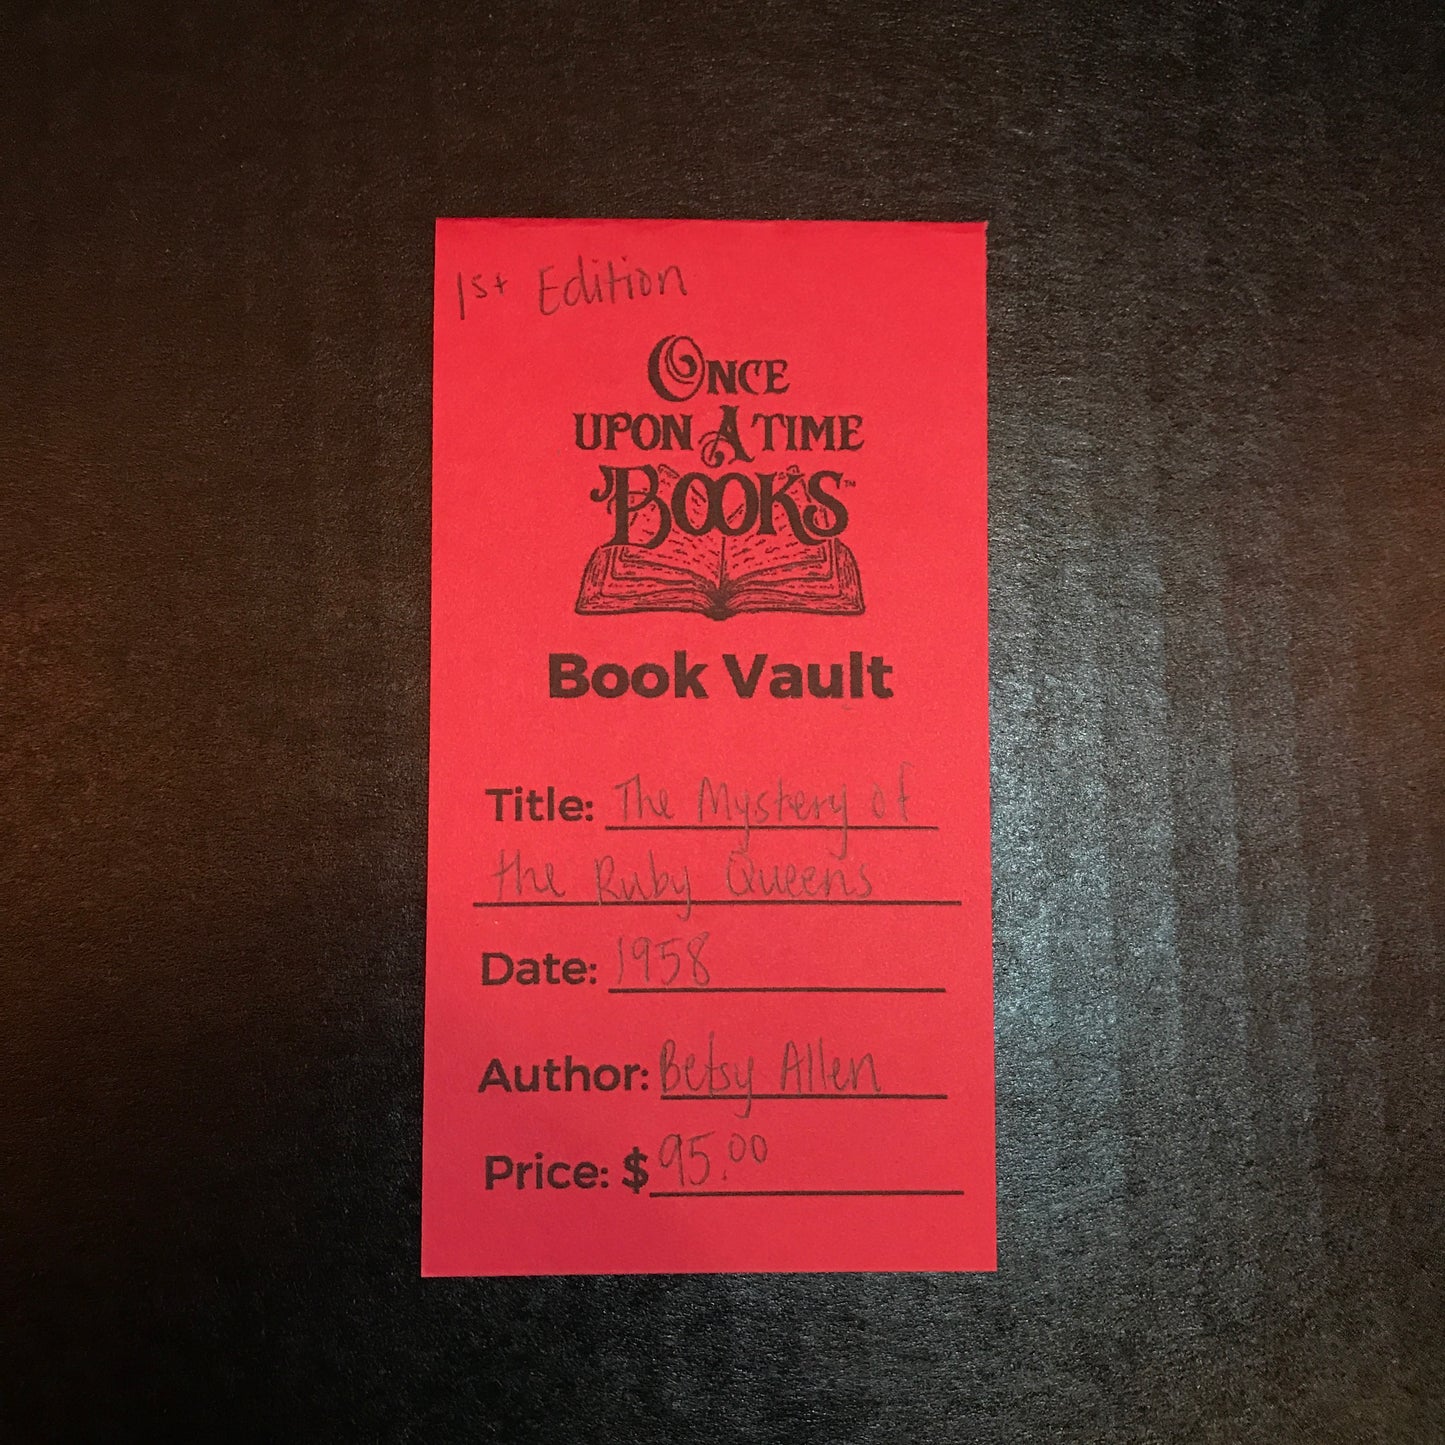 1st Edition
ONCE
UPON A TIME
BOOKS™
Book Vault
Title: The Mystery of
the Ruby Queens
Date: 1958
Author: Betsy Allen
Price: $95.00